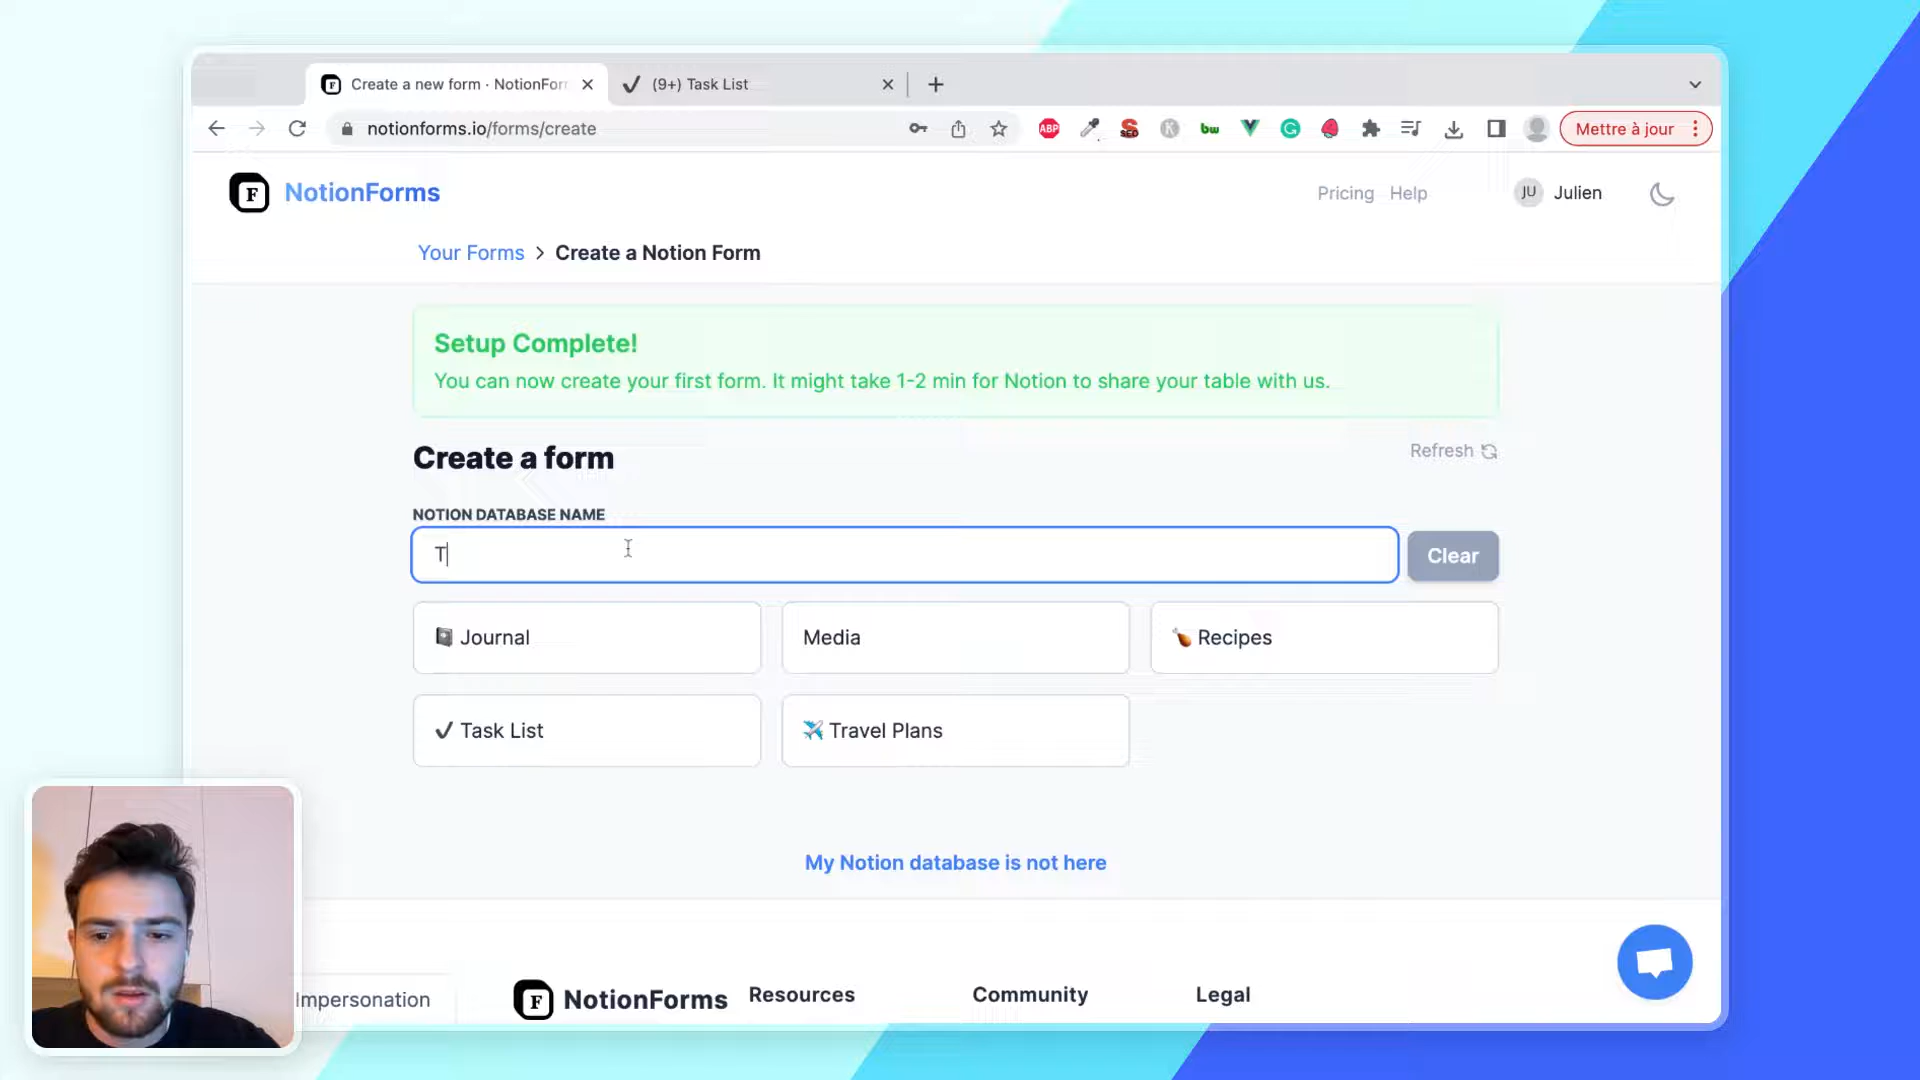 Create a new form · NotionForm
(9+) Task List
notionforms.io/forms/create
ABP
SEO
K
bw
G
Mettre à jour
F
NotionForms
Pricing
Help
JU
Julien
Your Forms > Create a Notion Form
Setup Complete!
You can now create your first form. It might take 1-2 min for Notion to share your table with us.
Create a form
Refresh
NOTION DATABASE NAME
T
Clear
Journal
Media
Recipes
Task List
Travel Plans
My Notion database is not here
Impersonation
F
NotionForms
Resources
Community
Legal